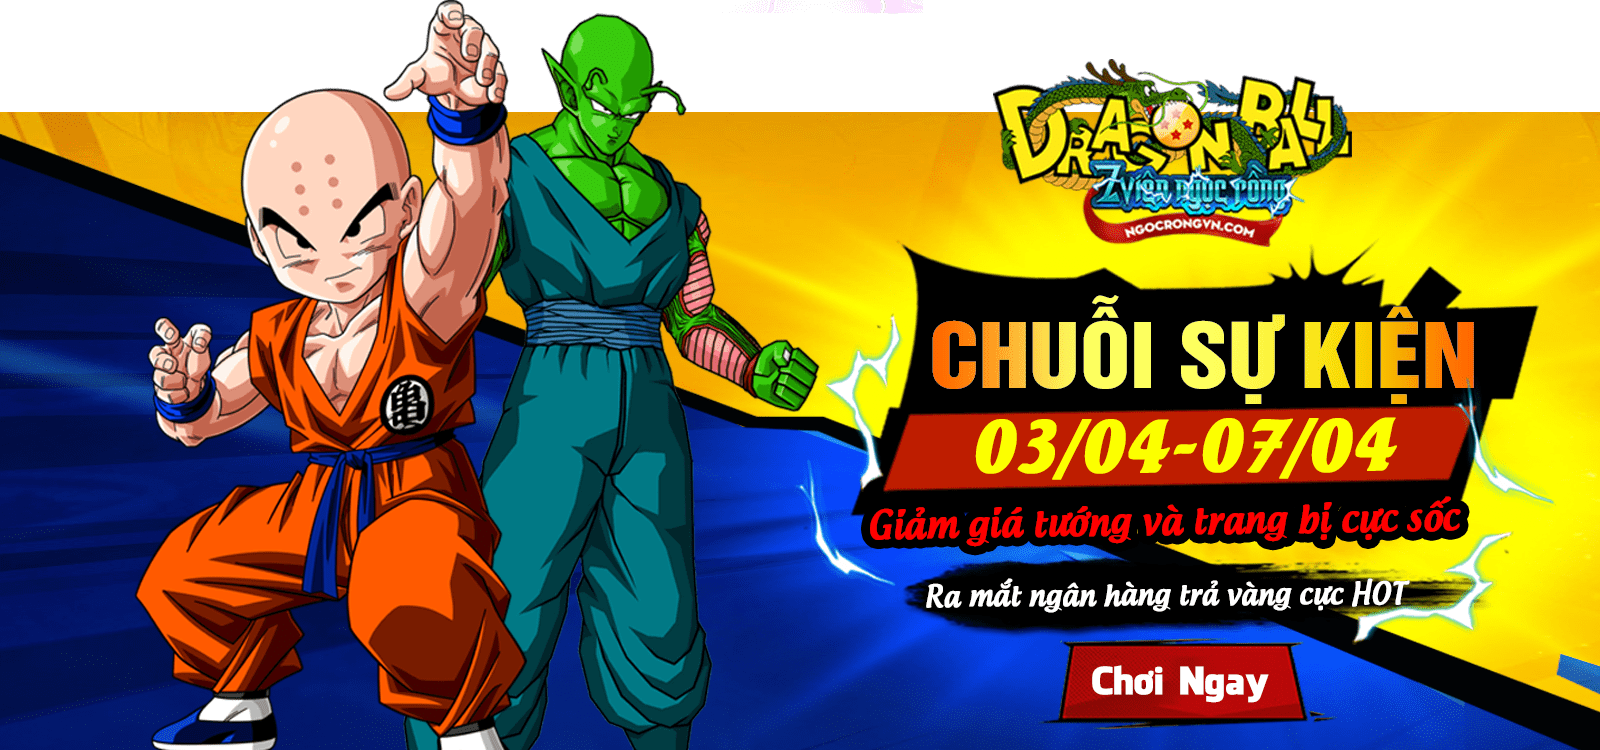 DRAGON BALL
7 viên ngọc rồng
NGOCRONGVN.COM
CHUỖI SỰ KIỆN
03/04-07/04
Giảm giá tướng và trang bị cực sốc
Ra mắt ngân hàng trả vàng cực HOT
Chơi Ngay
亀